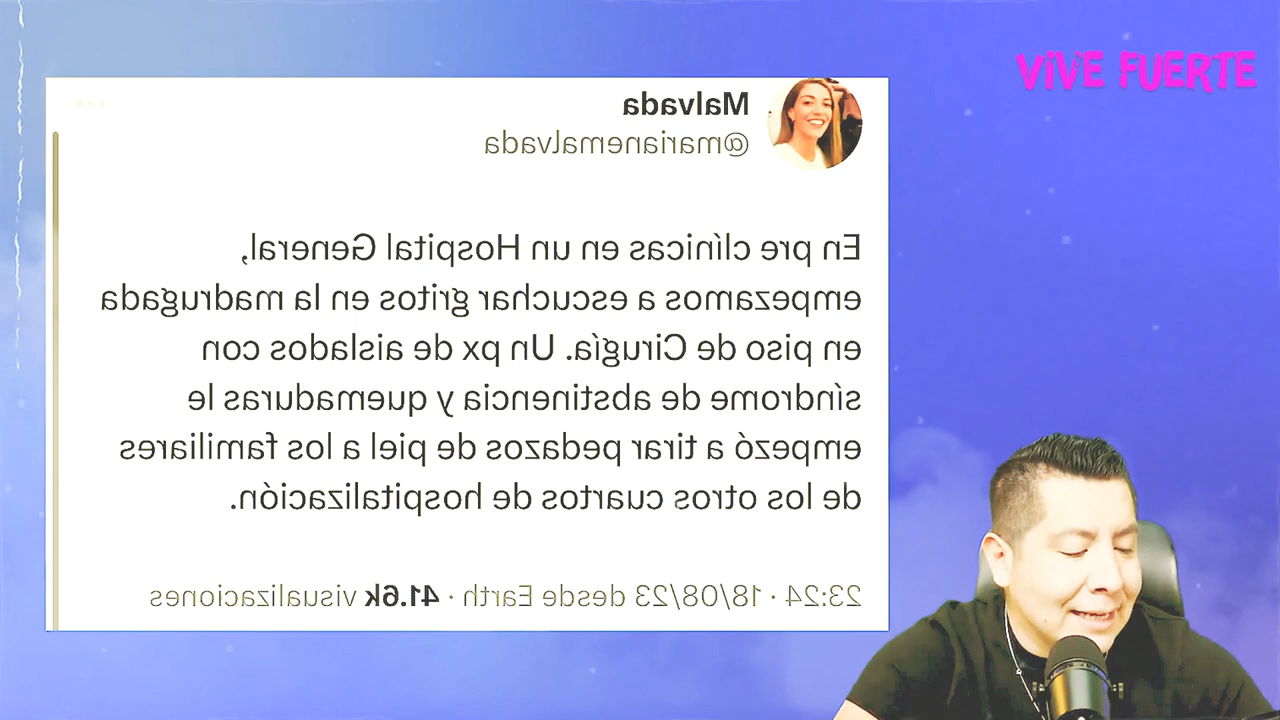 VIVE FUERTE
Malvada
@marianemalvada
En pre clínicas en un Hospital General,
empezamos a escuchar gritos en la madrugada
en piso de Cirugía. Un px de aislados con
síndrome de abstinencia y quemaduras le
empezó a tirar pedazos de piel a los familiares
de los otros cuartos de hospitalización.
23:24 · 18/08/23 desde Earth · 41.6k visualizaciones